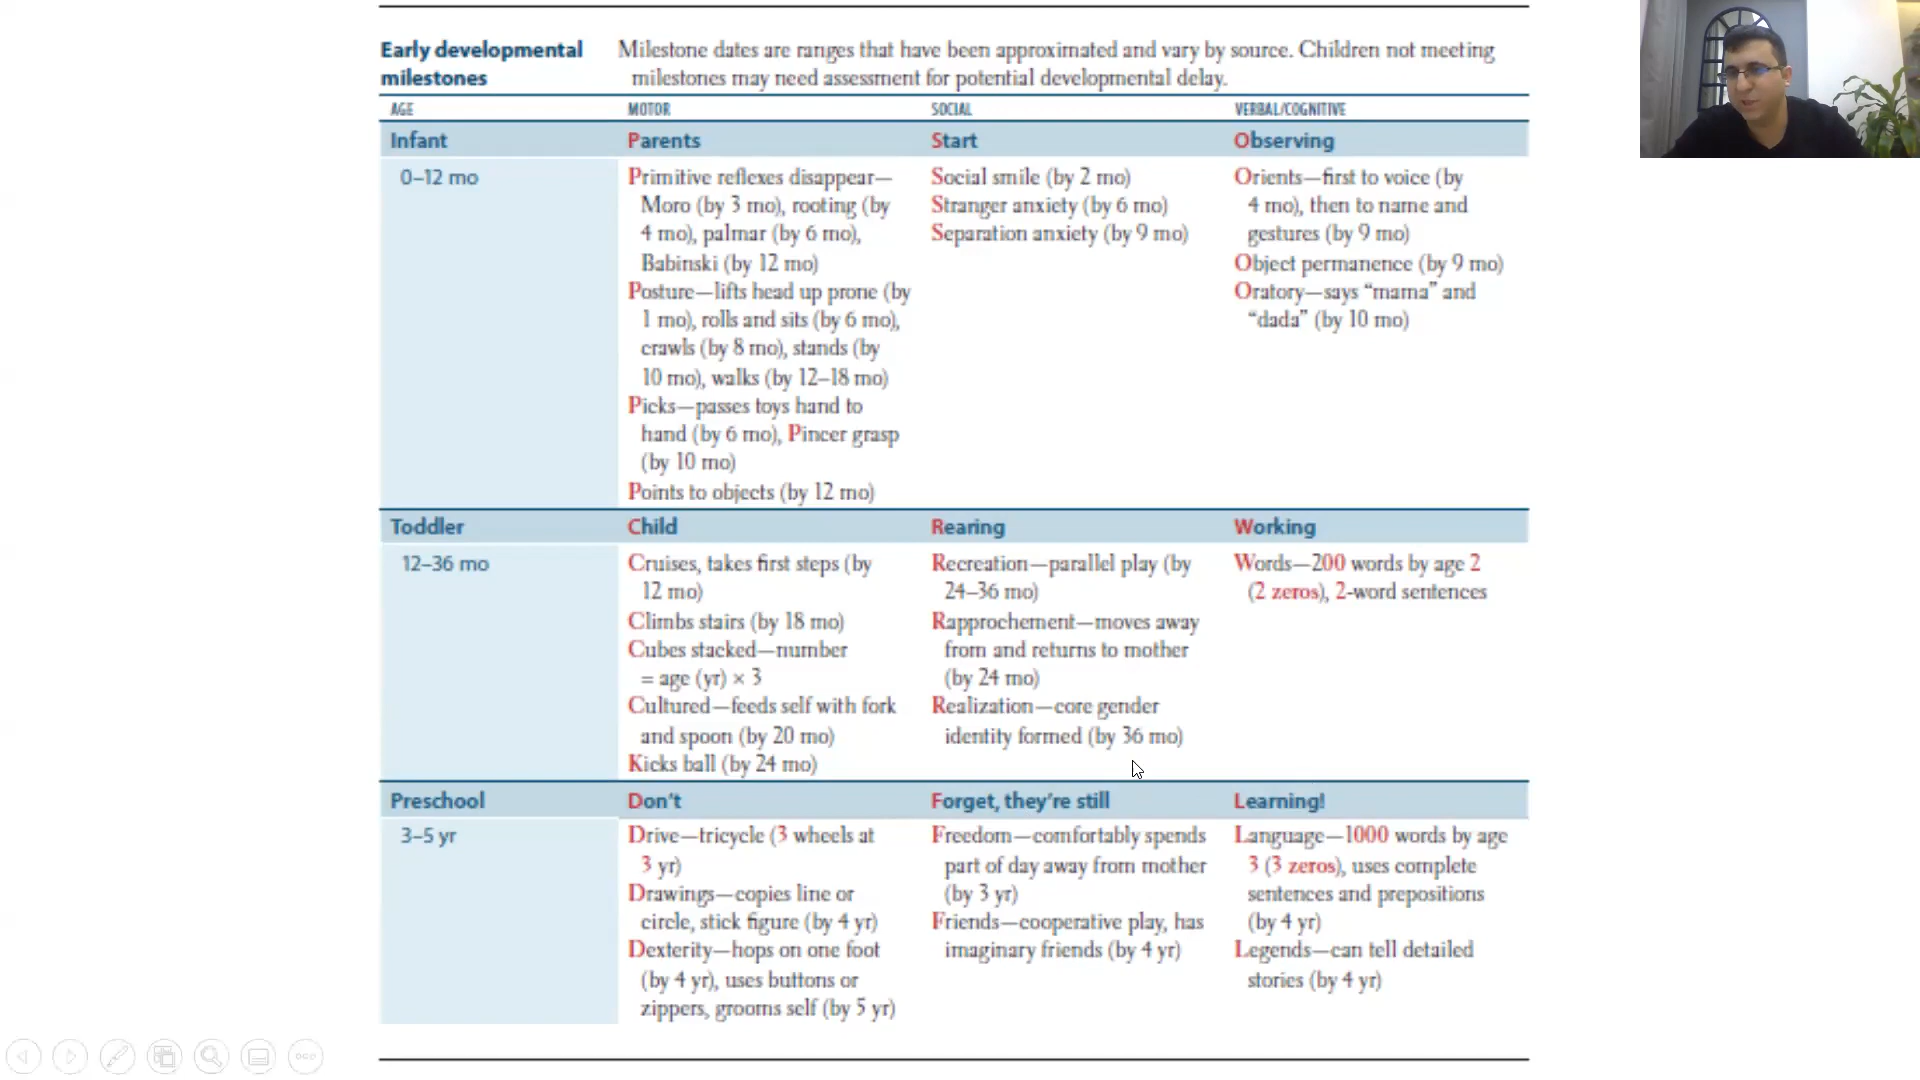 Early developmental milestones
Milestone dates are ranges that have been approximated and vary by source. Children not meeting
milestones may need assessment for potential developmental delay.
AGE MOTOR SOCIAL VERBAL/COGNITIVE
Infant Parents Start Observing
0–12 mo
Primitive reflexes disappear—
Moro (by 3 mo), rooting (by
4 mo), palmar (by 6 mo),
Babinski (by 12 mo)
Posture—lifts head up prone (by
1 mo), rolls and sits (by 6 mo),
crawls (by 8 mo), stands (by
10 mo), walks (by 12–18 mo)
Picks—passes toys hand to
hand (by 6 mo), Pincer grasp
(by 10 mo)
Points to objects (by 12 mo)
Social smile (by 2 mo)
Stranger anxiety (by 6 mo)
Separation anxiety (by 9 mo)
Orients—first to voice (by
4 mo), then to name and
gestures (by 9 mo)
Object permanence (by 9 mo)
Oratory—says “mama” and
“dada” (by 10 mo)
Toddler Child Rearing Working
12–36 mo
Cruises, takes first steps (by
12 mo)
Climbs stairs (by 18 mo)
Cubes stacked—number
= age (yr) × 3
Cultured—feeds self with fork
and spoon (by 20 mo)
Kicks ball (by 24 mo)
Recreation—parallel play (by
24–36 mo)
Rapprochement—moves away
from and returns to mother
(by 24 mo)
Realization—core gender
identity formed (by 36 mo)
Words—200 words by age 2
(2 zeros), 2-word sentences
Preschool Don’t Forget, they’re still Learning!
3–5 yr
Drive—tricycle (3 wheels at
3 yr)
Drawings—copies line or
circle, stick figure (by 4 yr)
Dexterity—hops on one foot
(by 4 yr), uses buttons or
zippers, grooms self (by 5 yr)
Freedom—comfortably spends
part of day away from mother
(by 3 yr)
Friends—cooperative play, has
imaginary friends (by 4 yr)
Language—1000 words by age
3 (3 zeros), uses complete
sentences and prepositions
(by 4 yr)
Legends—can tell detailed
stories (by 4 yr)